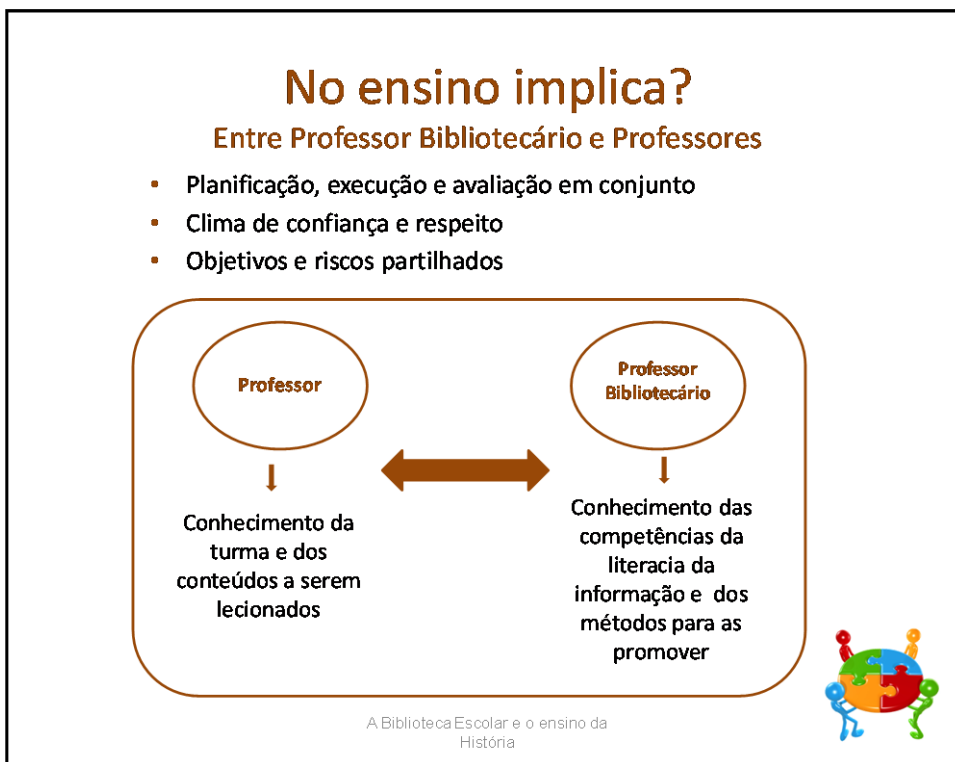 No ensino implica?
Entre Professor Bibliotecário e Professores
• Planificação, execução e avaliação em conjunto
• Clima de confiança e respeito
• Objetivos e riscos partilhados
Professor
Professor
Bibliotecário
Conhecimento da
turma e dos
conteúdos a serem
lecionados
Conhecimento das
competências da
literacia da
informação e dos
métodos para as
promover
A Biblioteca Escolar e o ensino da
História